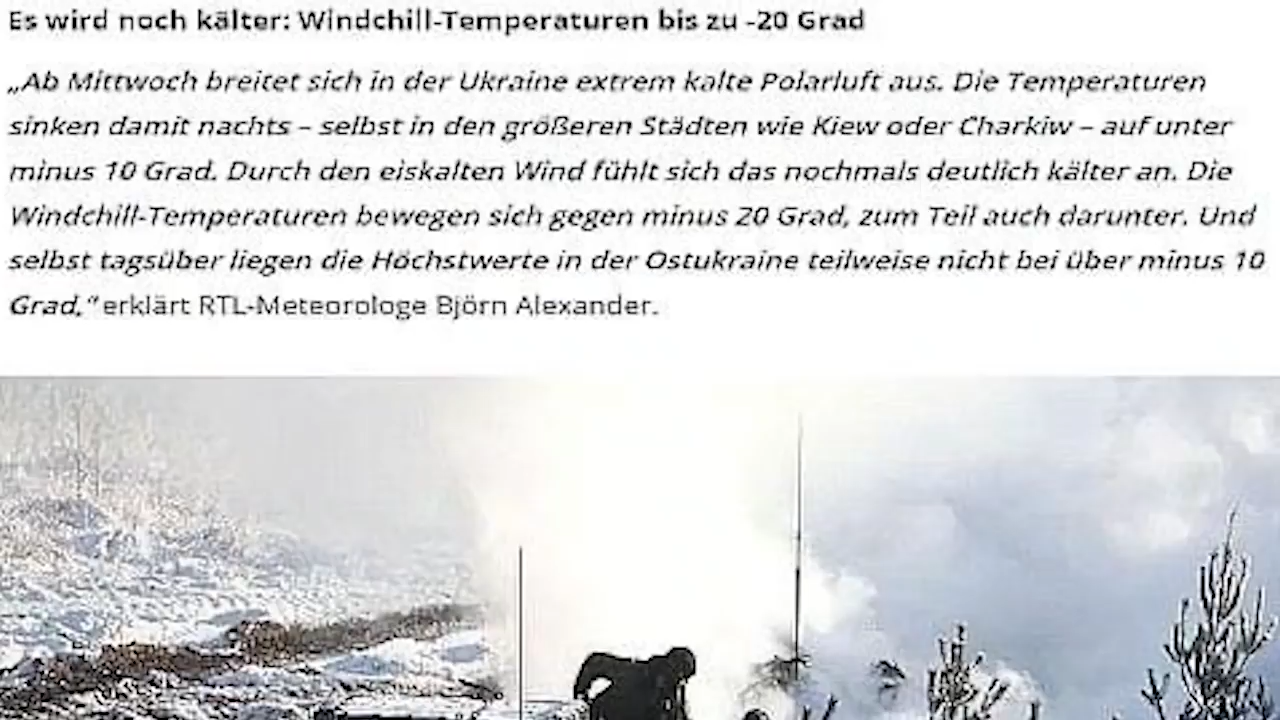 Es wird noch kälter: Windchill-Temperaturen bis zu -20 Grad
„Ab Mittwoch breitet sich in der Ukraine extrem kalte Polarluft aus. Die Temperaturen
sinken damit nachts – selbst in den größeren Städten wie Kiew oder Charkiw – auf unter
minus 10 Grad. Durch den eiskalten Wind fühlt sich das nochmals deutlich kälter an. Die
Windchill-Temperaturen bewegen sich gegen minus 20 Grad, zum Teil auch darunter. Und
selbst tagsüber liegen die Höchstwerte in der Ostukraine teilweise nicht bei über minus 10
Grad,“ erklärt RTL-Meteorologe Björn Alexander.